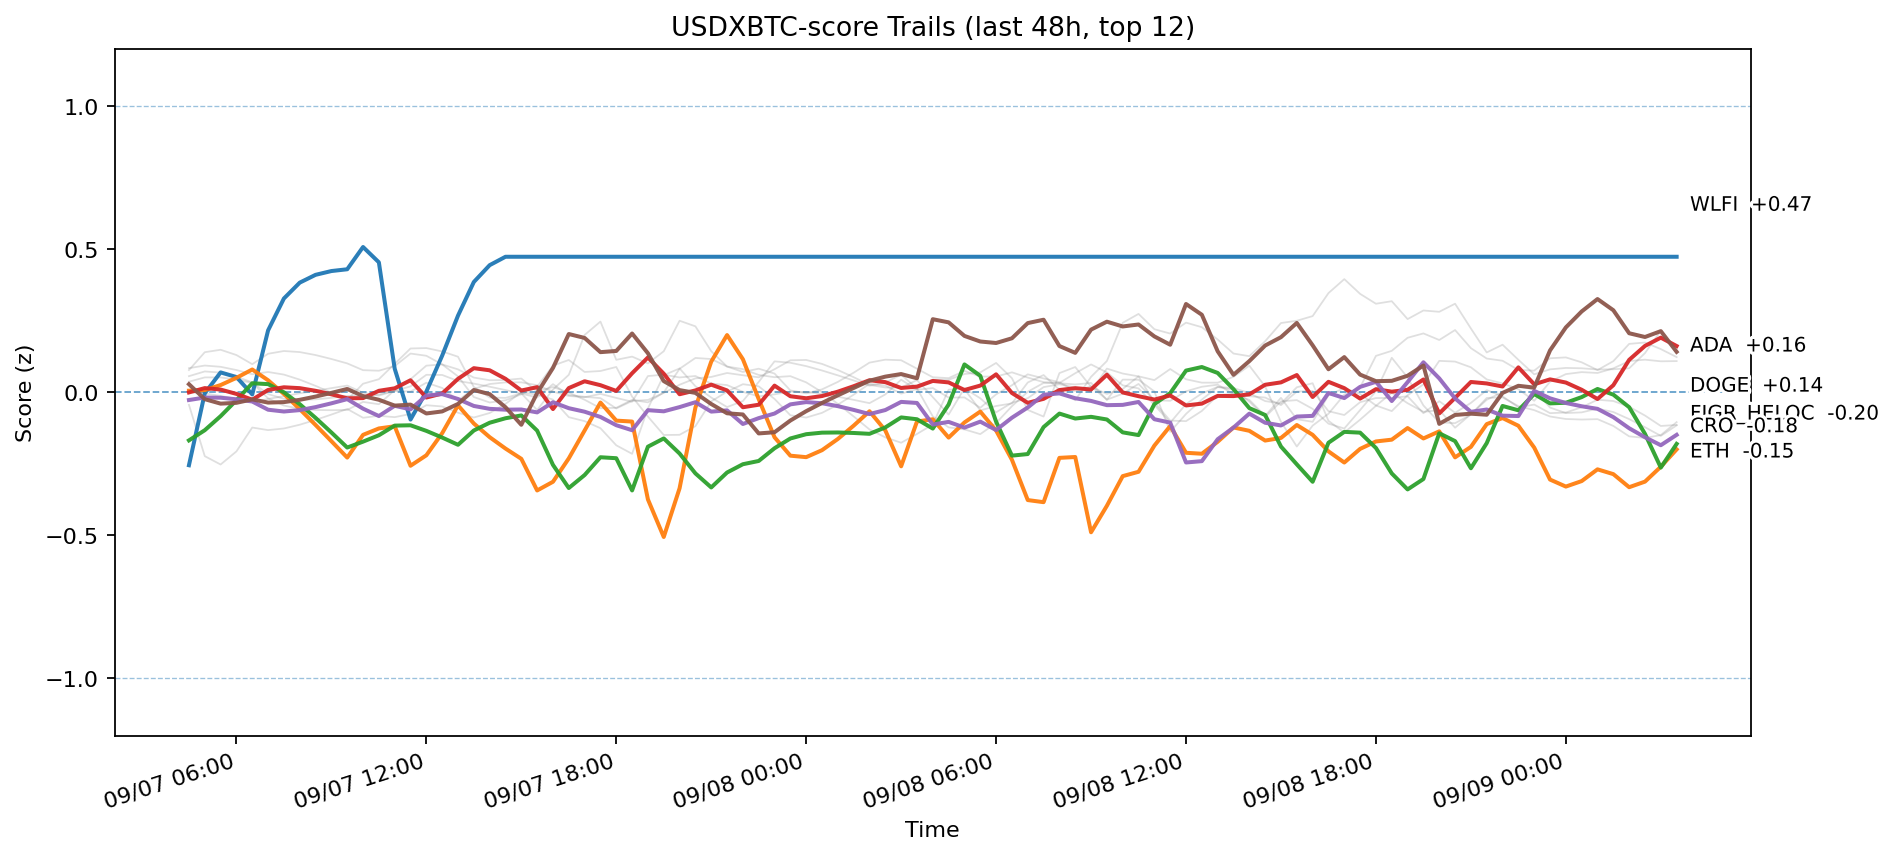 USDXBTC-score Trails (last 48h, top 12)
Score (z)
1.0
0.5
0.0
−0.5
−1.0
WLFI +0.47
ADA +0.16
DOGE +0.14
FIGR_HELOC -0.20
CRO -0.18
ETH -0.15
09/07 06:00
09/07 12:00
09/07 18:00
09/08 00:00
09/08 06:00
09/08 12:00
09/08 18:00
09/09 00:00
Time